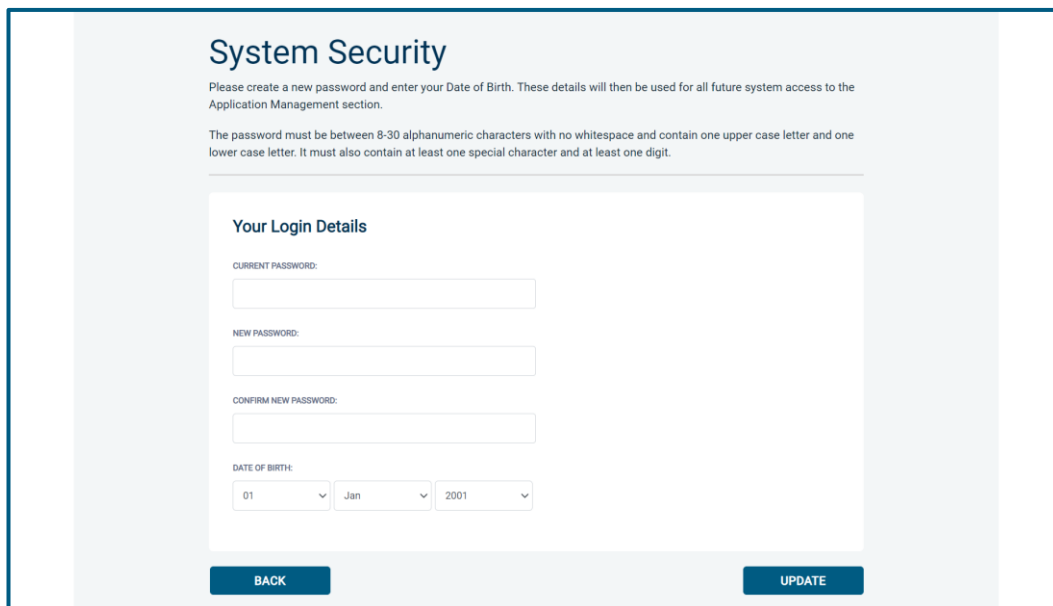 System Security
Please create a new password and enter your Date of Birth. These details will then be used for all future system access to the
Application Management section.
The password must be between 8-30 alphanumeric characters with no whitespace and contain one upper case letter and one
lower case letter. It must also contain at least one special character and at least one digit.
Your Login Details
CURRENT PASSWORD:
NEW PASSWORD:
CONFIRM NEW PASSWORD:
DATE OF BIRTH:
01 Jan 2001
BACK UPDATE